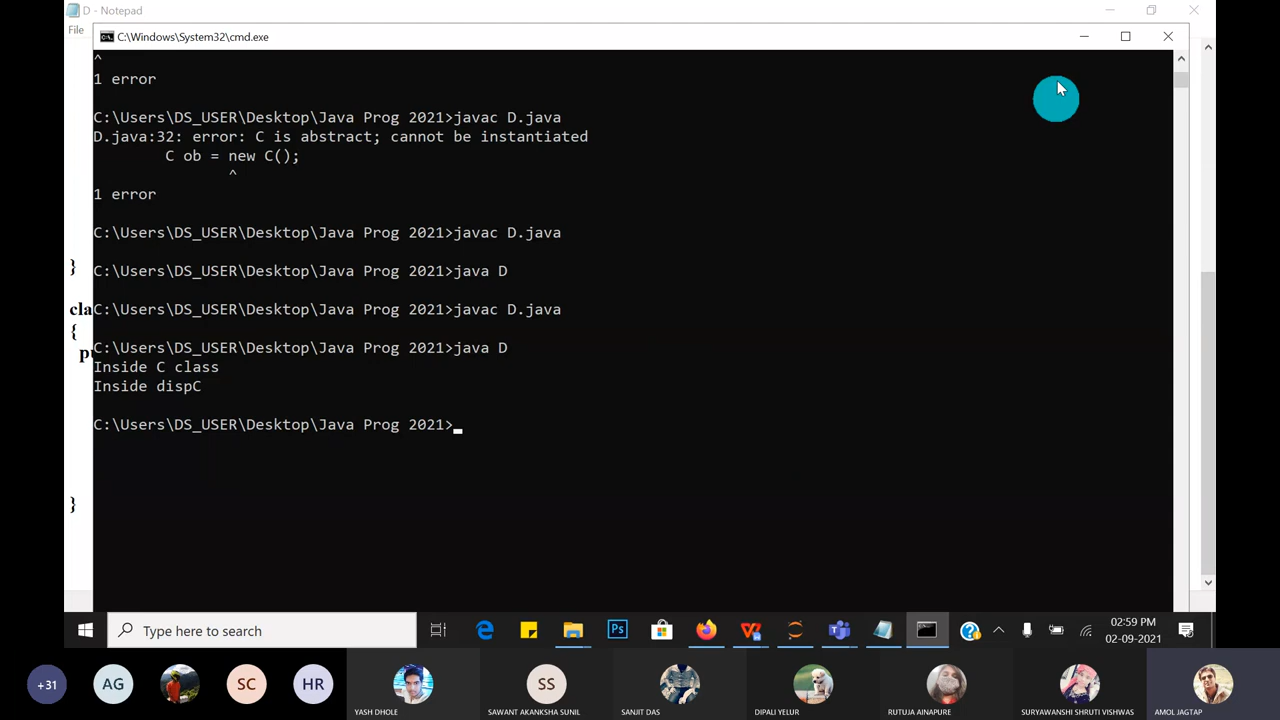 D - Notepad
File
C:\Windows\System32\cmd.exe
^
1 error
C:\Users\DS_USER\Desktop\Java Prog 2021>javac D.java
D.java:32: error: C is abstract; cannot be instantiated
C ob = new C();
^
1 error
C:\Users\DS_USER\Desktop\Java Prog 2021>javac D.java
}
C:\Users\DS_USER\Desktop\Java Prog 2021>java D
cla
C:\Users\DS_USER\Desktop\Java Prog 2021>javac D.java
{
pu
C:\Users\DS_USER\Desktop\Java Prog 2021>java D
Inside C class
Inside dispC
C:\Users\DS_USER\Desktop\Java Prog 2021>
}
Type here to search
Ps
02:59 PM
02-09-2021
+31
AG
SC
HR
SS
YASH DHOLE
SAWANT AKANKSHA SUNIL
SANJIT DAS
DIPALI YELUR
RUTUJA AINAPURE
SURYAWANSHI SHRUTI VISHWAS
AMOL JAGTAP